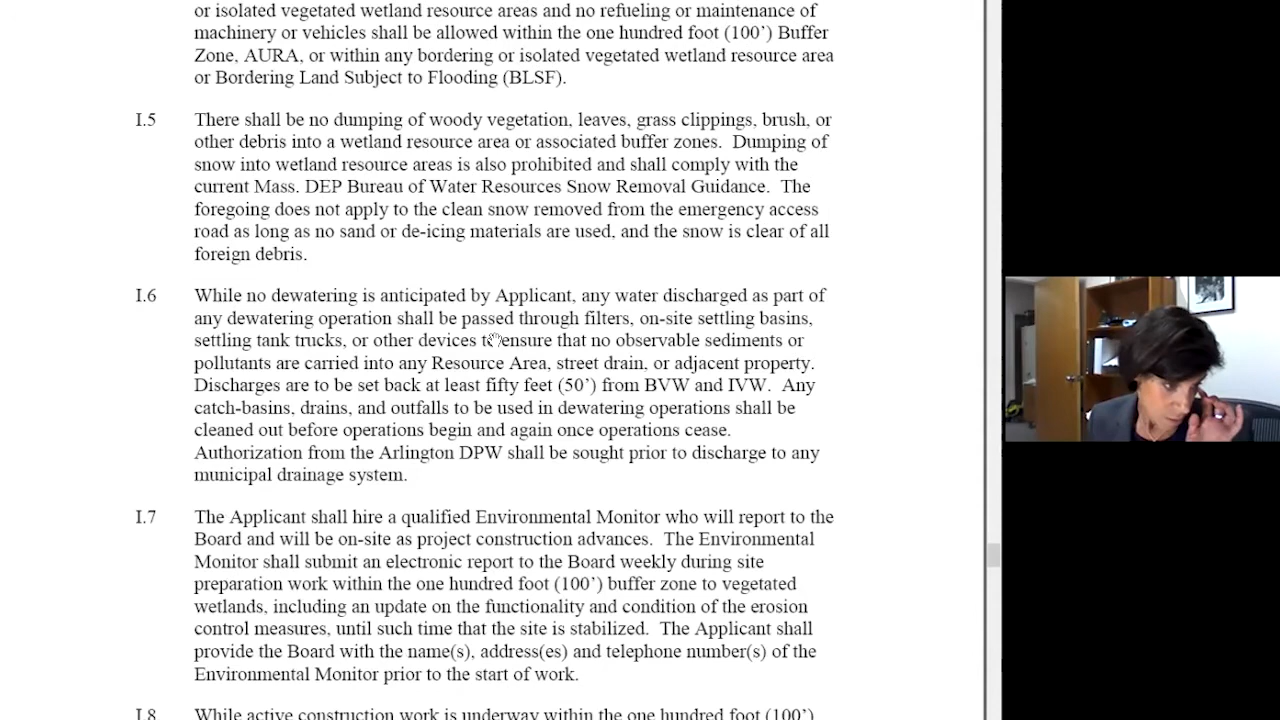 or isolated vegetated wetland resource areas and no refueling or maintenance of
machinery or vehicles shall be allowed within the one hundred foot (100’) Buffer
Zone, AURA, or within any bordering or isolated vegetated wetland resource area
or Bordering Land Subject to Flooding (BLSF).
I.5 There shall be no dumping of woody vegetation, leaves, grass clippings, brush, or
other debris into a wetland resource area or associated buffer zones.  Dumping of
snow into wetland resource areas is also prohibited and shall comply with the
current Mass. DEP Bureau of Water Resources Snow Removal Guidance.  The
foregoing does not apply to the clean snow removed from the emergency access
road as long as no sand or de-icing materials are used, and the snow is clear of all
foreign debris.
I.6 While no dewatering is anticipated by Applicant, any water discharged as part of
any dewatering operation shall be passed through filters, on-site settling basins,
settling tank trucks, or other devices to ensure that no observable sediments or
pollutants are carried into any Resource Area, street drain, or adjacent property.
Discharges are to be set back at least fifty feet (50’) from BVW and IVW.  Any
catch-basins, drains, and outfalls to be used in dewatering operations shall be
cleaned out before operations begin and again once operations cease.
Authorization from the Arlington DPW shall be sought prior to discharge to any
municipal drainage system.
I.7 The Applicant shall hire a qualified Environmental Monitor who will report to the
Board and will be on-site as project construction advances.  The Environmental
Monitor shall submit an electronic report to the Board weekly during site
preparation work within the one hundred foot (100’) buffer zone to vegetated
wetlands, including an update on the functionality and condition of the erosion
control measures, until such time that the site is stabilized.  The Applicant shall
provide the Board with the name(s), address(es) and telephone number(s) of the
Environmental Monitor prior to the start of work.
I.8 While active construction work is underway within the one hundred foot (100’)